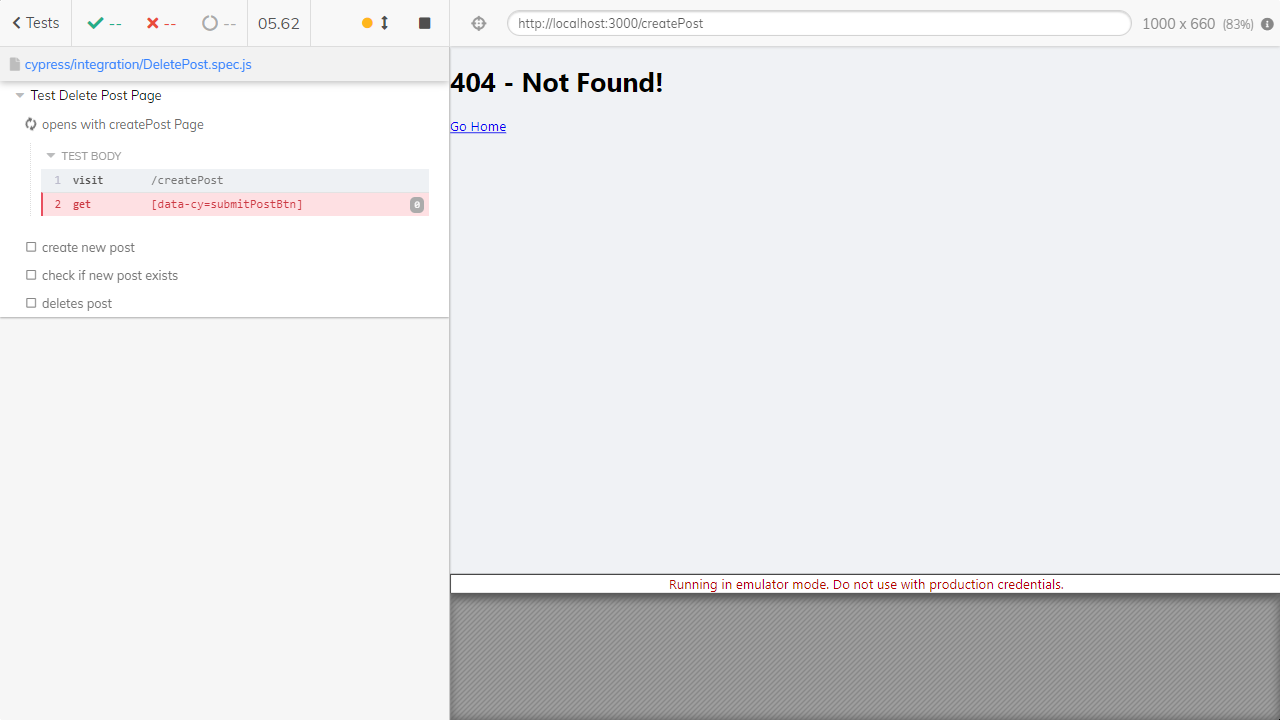 Tests -- -- -- 05.62
cypress/integration/DeletePost.spec.js
Test Delete Post Page
opens with createPost Page
TEST BODY
1 visit /createPost
2 get [data-cy=submitPostBtn] 0
create new post
check if new post exists
deletes post
http://localhost:3000/createPost 1000 x 660 (83%)
404 - Not Found!
Go Home
Running in emulator mode. Do not use with production credentials.